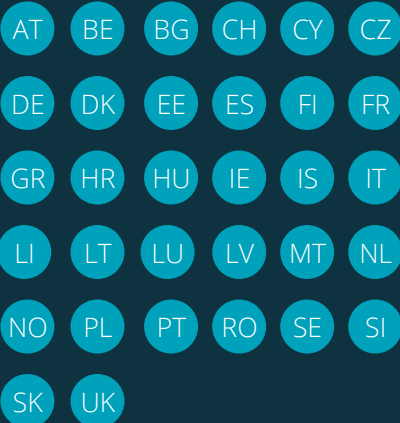 AT BE BG CH CY CZ
DE DK EE ES FI FR
GR HR HU IE IS IT
LI LT LU LV MT NL
NO PL PT RO SE SI
SK UK